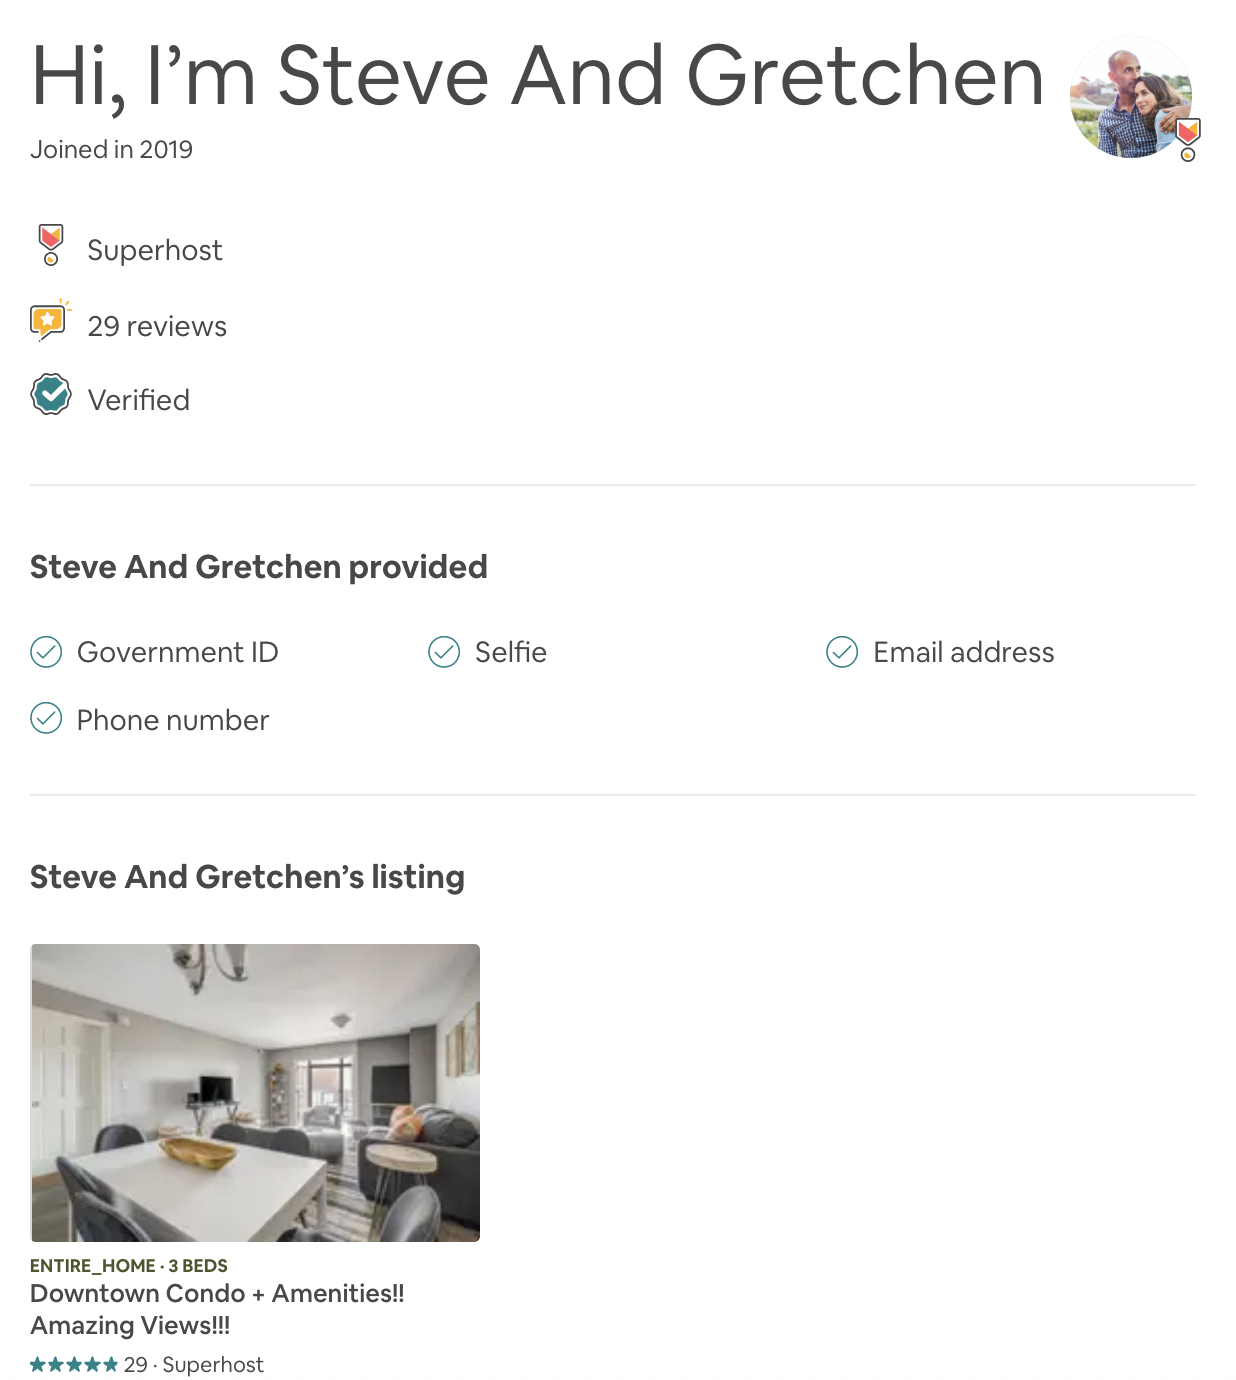 Hi, I’m Steve And Gretchen
Joined in 2019
Superhost
29 reviews
Verified
Steve And Gretchen provided
Government ID
Selfie
Email address
Phone number
Steve And Gretchen’s listing
ENTIRE_HOME · 3 BEDS
Downtown Condo + Amenities!!
Amazing Views!!!
29 · Superhost